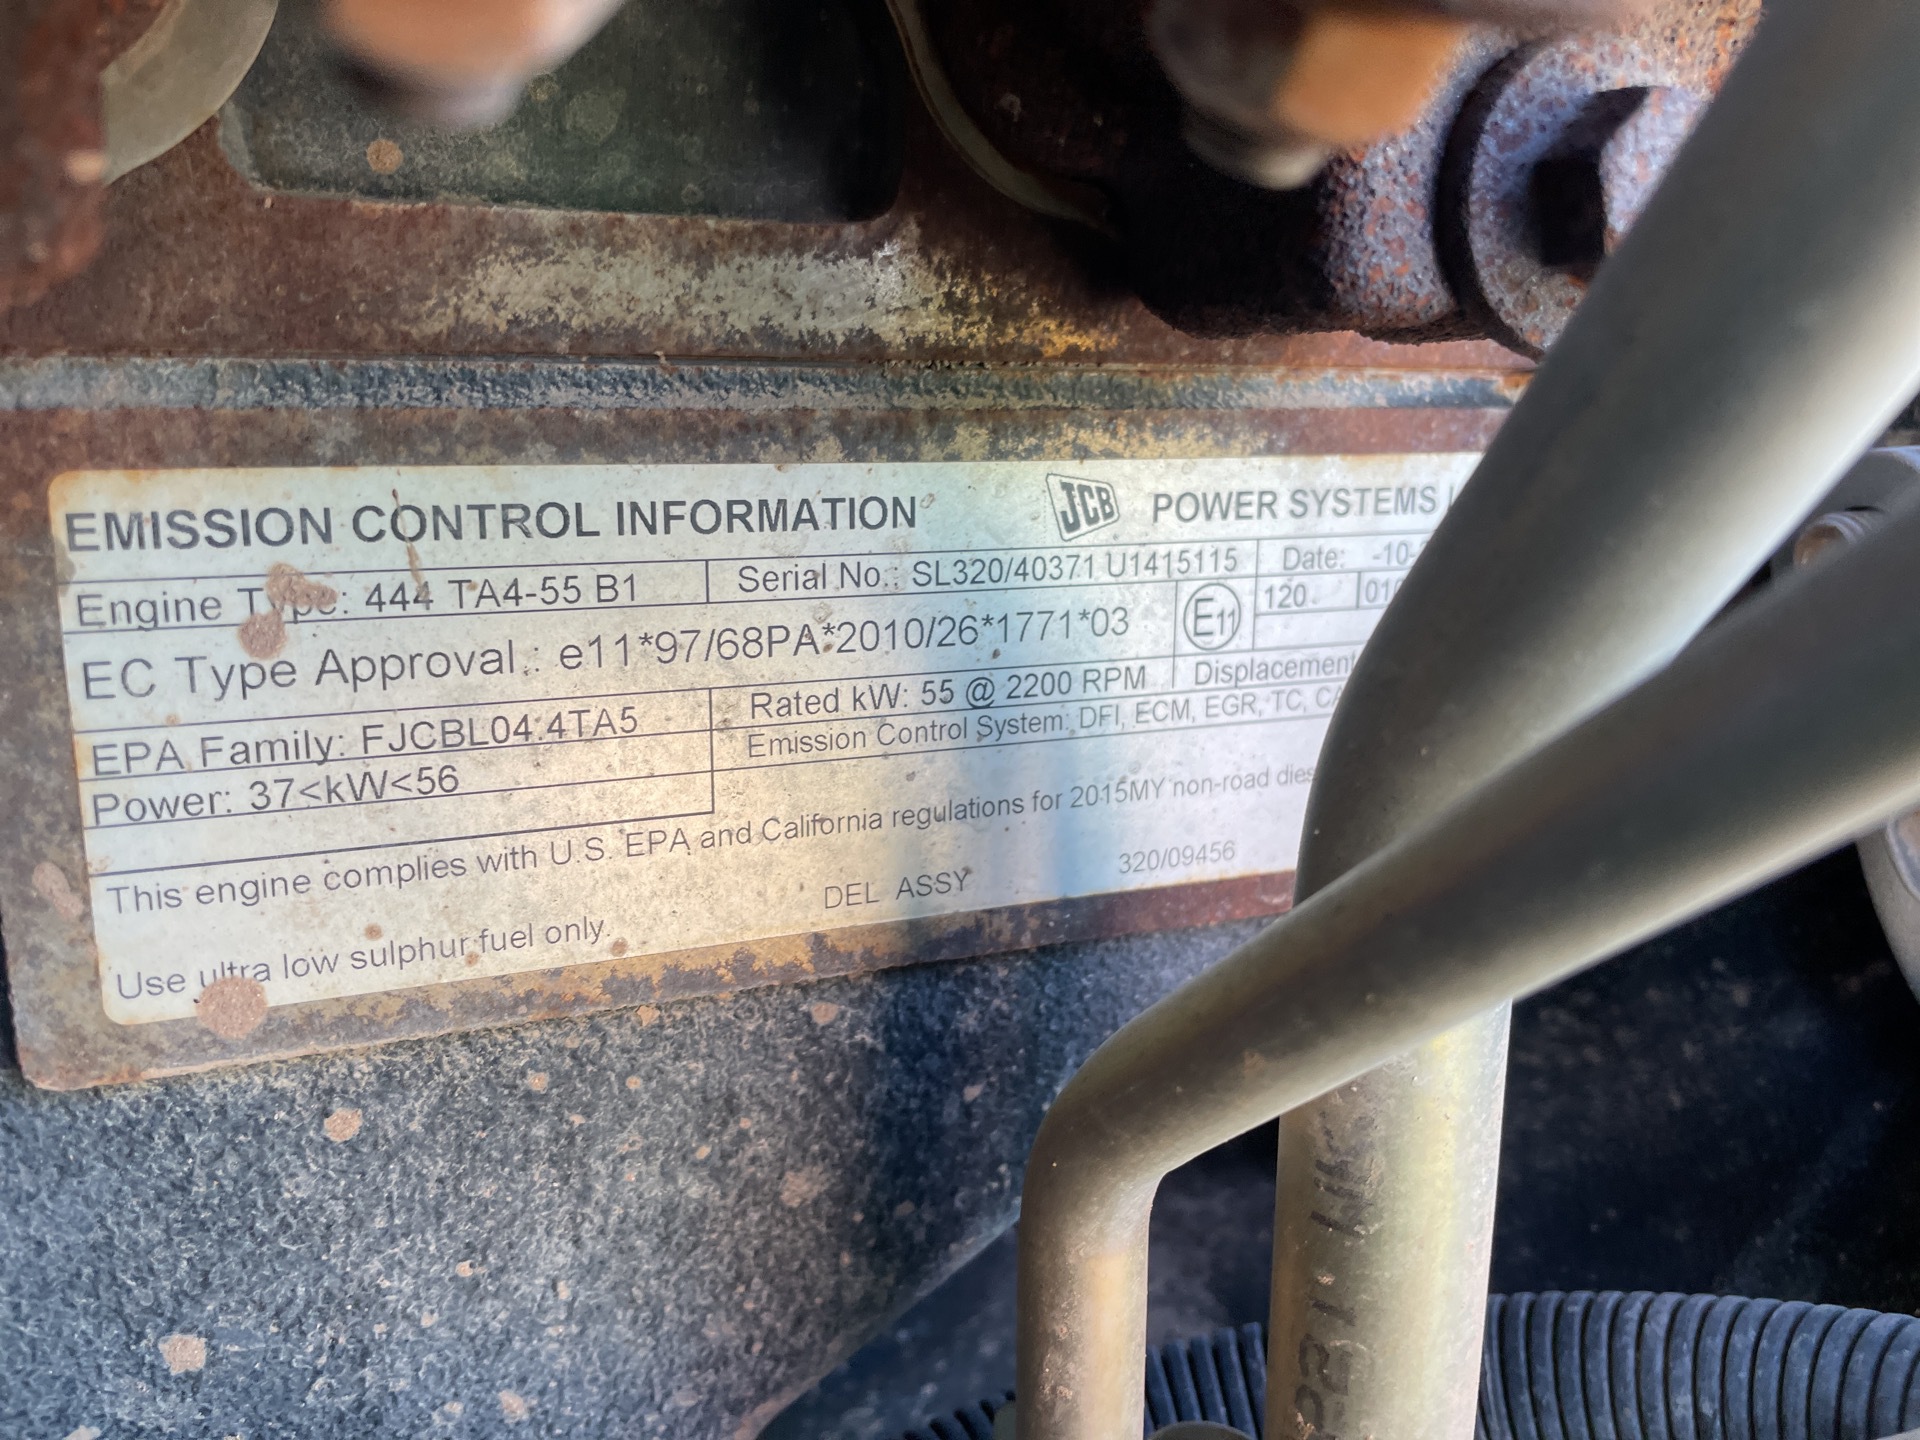 EMISSION CONTROL INFORMATION JCB POWER SYSTEMS
Engine Type: 444 TA4-55 B1 Serial No.: SL320/40371 U1415115 Date: -10-
EC Type Approval.: e11*97/68PA*2010/26*1771*03 E11 120
EPA Family: FJCBL04.4TA5 Rated kW: 55 @ 2200 RPM Displacement
Power: 37<kW<56 Emission Control System: DFI, ECM, EGR, TC,
This engine complies with U.S. EPA and California regulations for 2015MY non-road
Use ultra low sulphur fuel only. DEL ASSY 320/09456